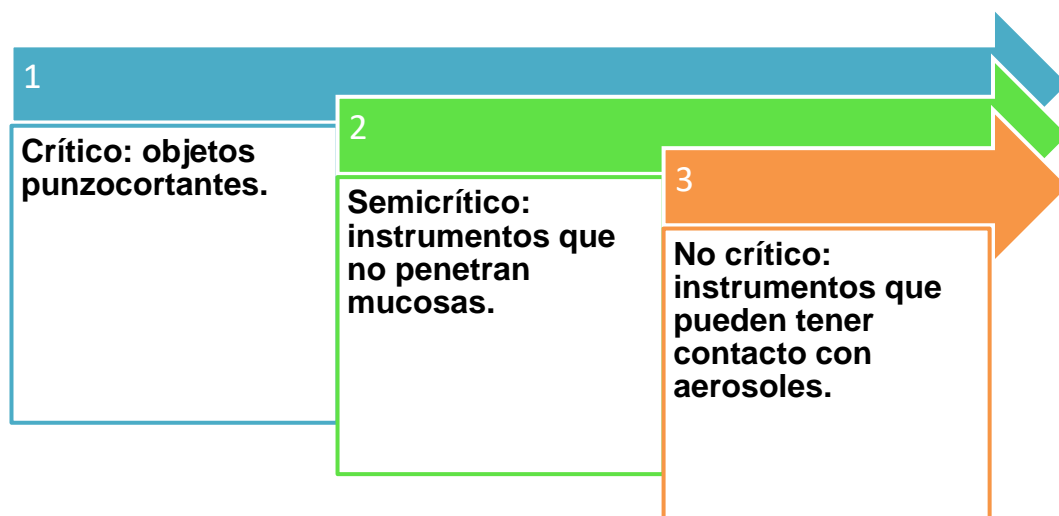 1
Crítico: objetos
punzocortantes.
2
Semicrítico:
instrumentos que
no penetran
mucosas.
3
No crítico:
instrumentos que
pueden tener
contacto con
aerosoles.